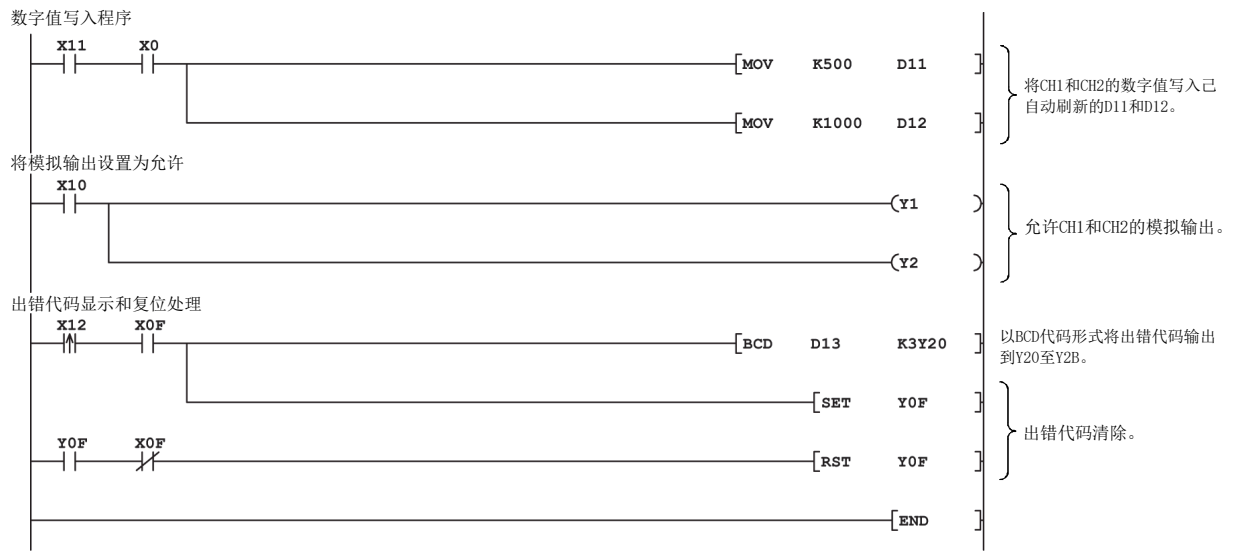 数字值写入程序
X11 X0
MOV K500 D11
将CH1和CH2的数字值写入己
自动刷新的D11和D12。
MOV K1000 D12
将模拟输出设置为允许
X10
Y1
允许CH1和CH2的模拟输出。
Y2
出错代码显示和复位处理
X12 X0F
BCD D13 K3Y20
以BCD代码形式将出错代码输出
到Y20至Y2B。
SET Y0F
出错代码清除。
Y0F X0F
RST Y0F
END